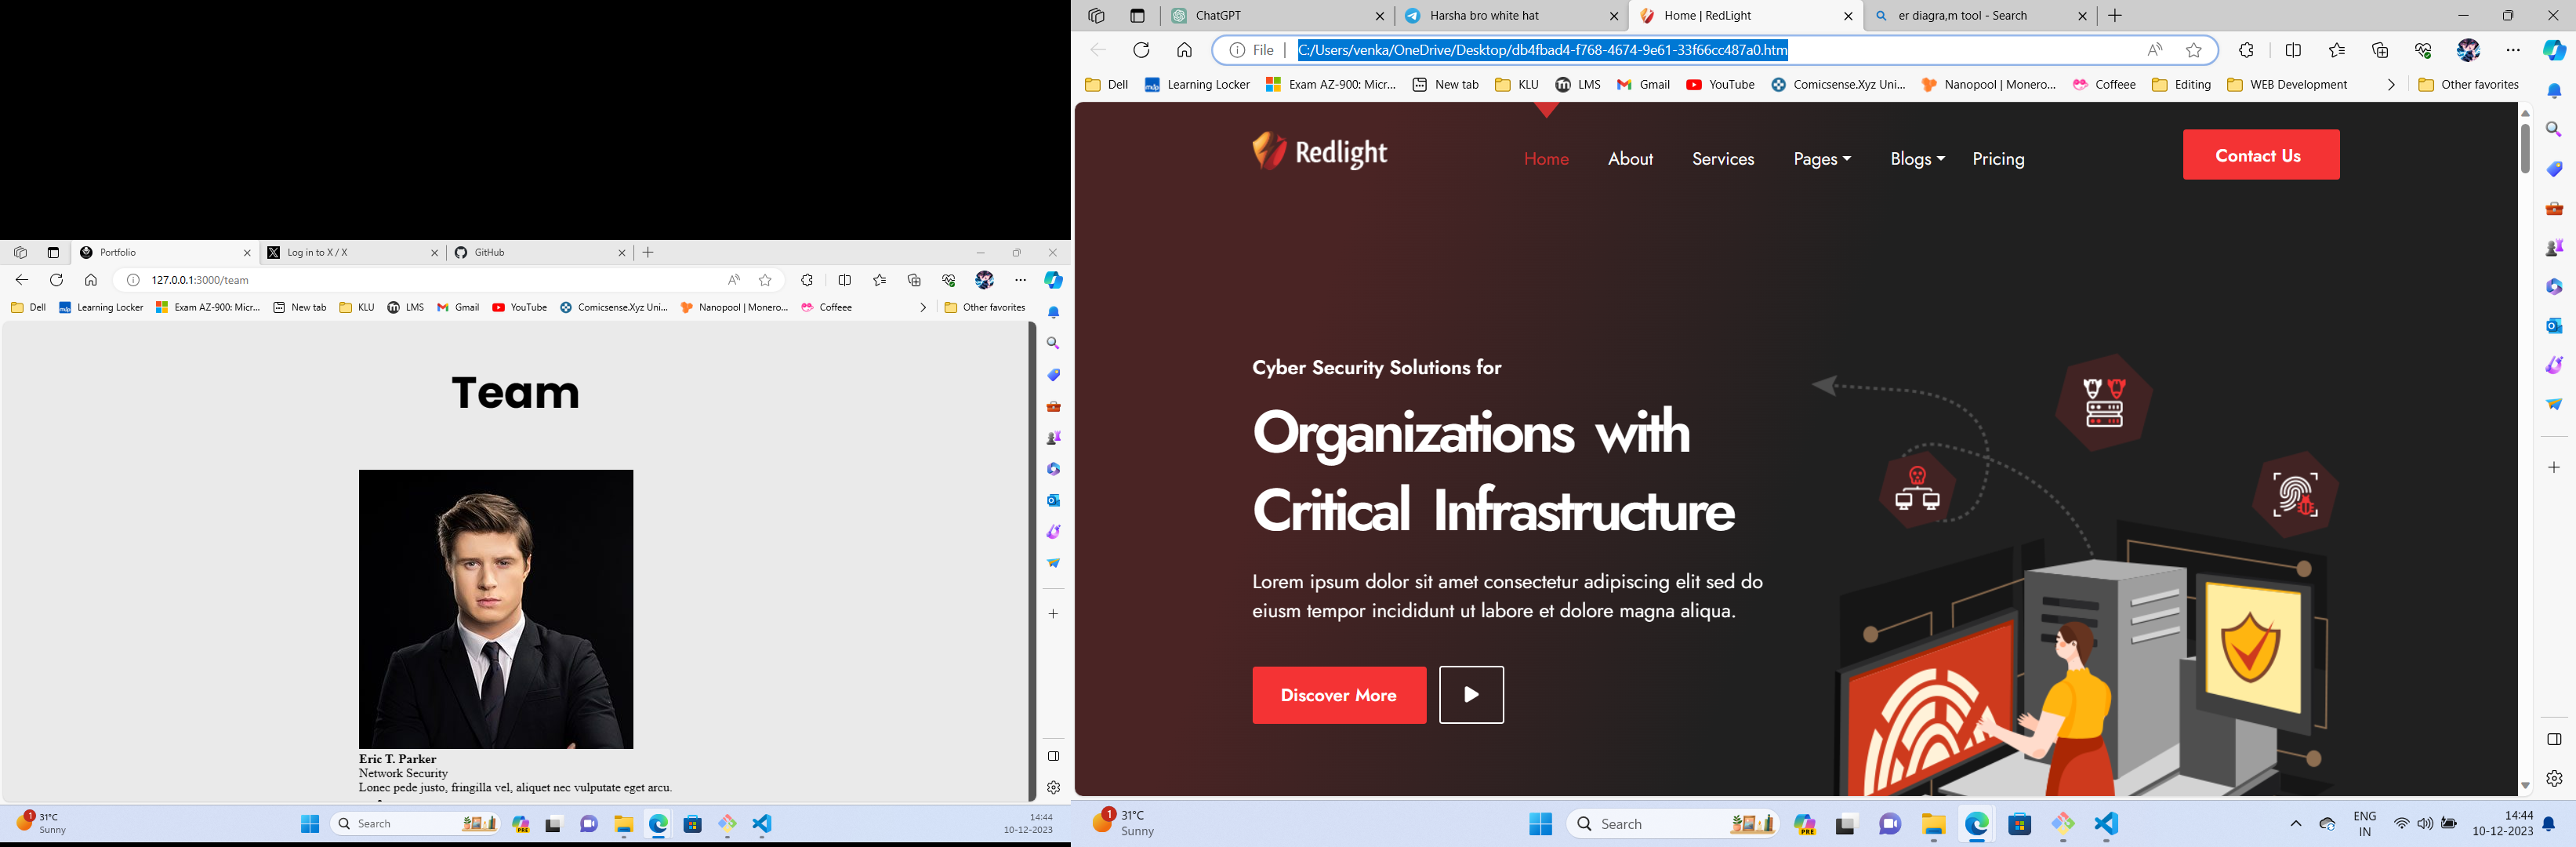 Portfolio
Log in to X / X
GitHub
127.0.0.1:3000/team
Dell
Learning Locker
Exam AZ-900: Micr...
New tab
KLU
LMS
Gmail
YouTube
Comicsense.Xyz Uni...
Nanopool | Monero...
Coffeee
Other favorites
Team
Eric T. Parker
Network Security
Lonec pede justo, fringilla vel, aliquet nec vulputate eget arcu.
1
31°C
Sunny
Search
PRE
14:44
10-12-2023
ChatGPT
Harsha bro white hat
Home | RedLight
er diagra,m tool - Search
File
C:/Users/venka/OneDrive/Desktop/db4fbad4-f768-4674-9e61-33f66cc487a0.htm
Dell
Learning Locker
Exam AZ-900: Micr...
New tab
KLU
LMS
Gmail
YouTube
Comicsense.Xyz Uni...
Nanopool | Monero...
Coffeee
Editing
WEB Development
Other favorites
Redlight
Home
About
Services
Pages
Blogs
Pricing
Contact Us
Cyber Security Solutions for
Organizations with
Critical Infrastructure
Lorem ipsum dolor sit amet consectetur adipiscing elit sed do
eiusm tempor incididunt ut labore et dolore magna aliqua.
Discover More
1
31°C
Sunny
Search
PRE
ENG
IN
14:44
10-12-2023